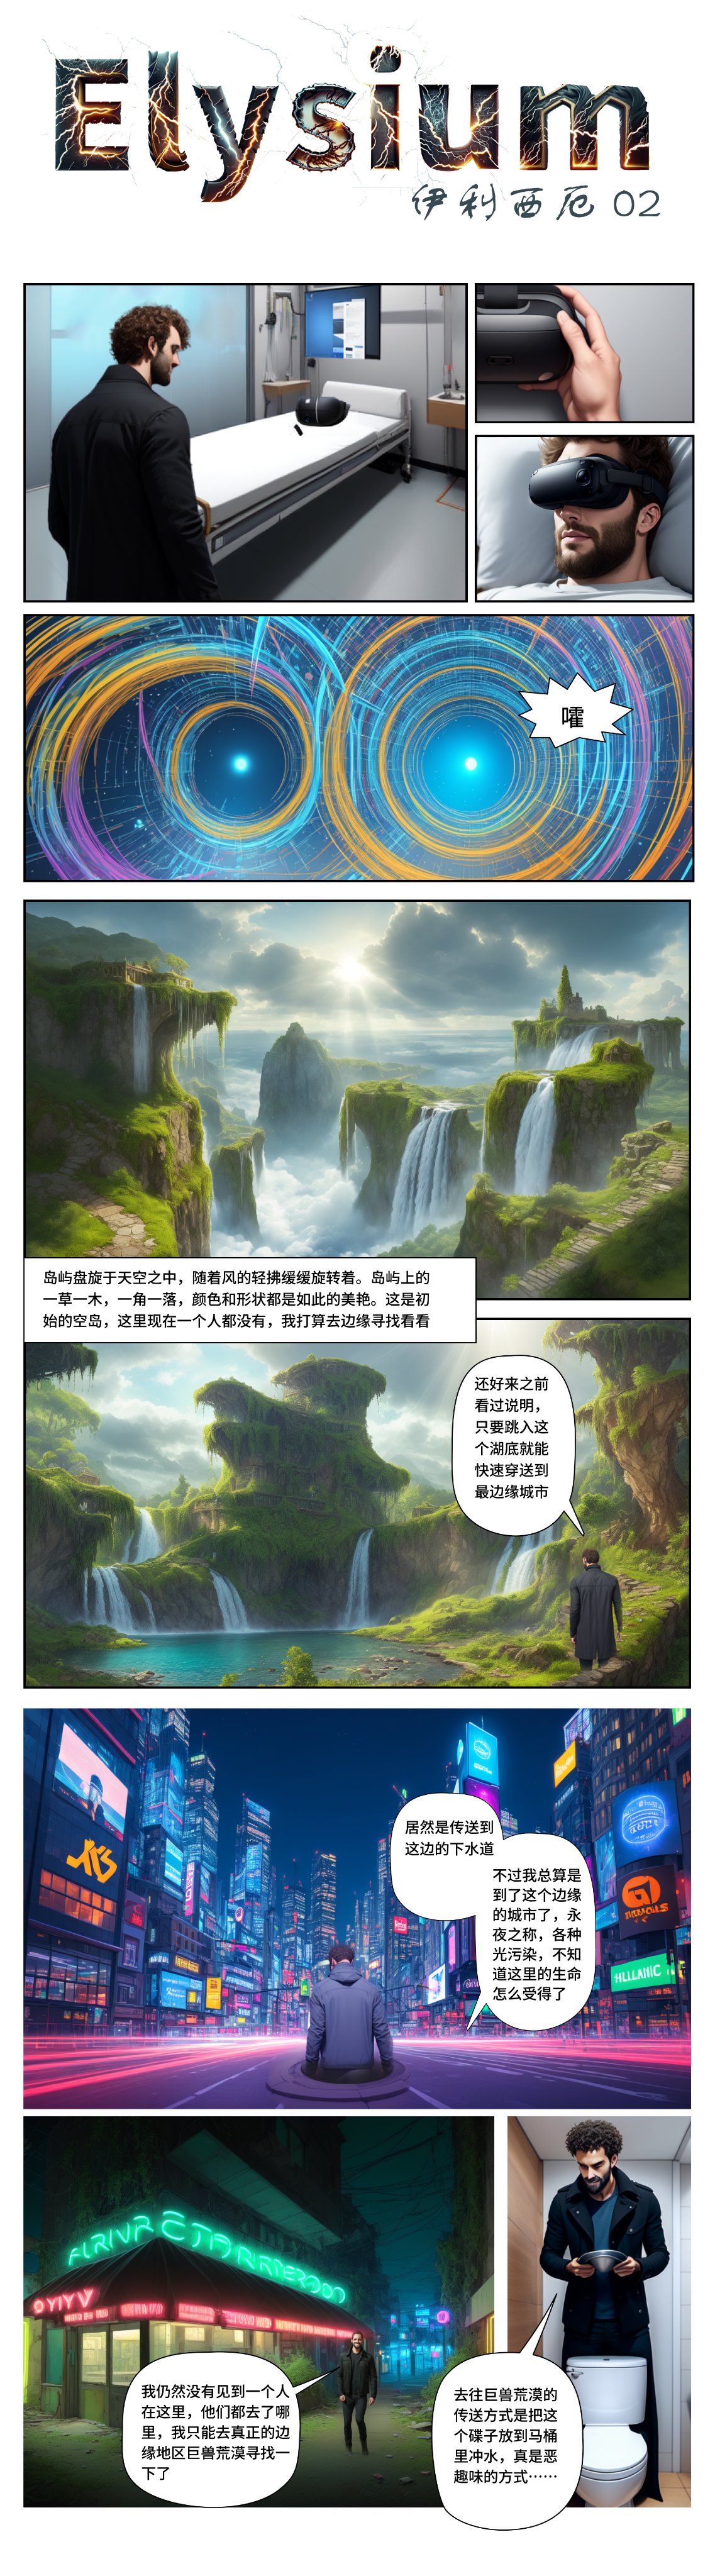 Elysium
伊利西厄 02
嚯
岛屿盘旋于天空之中，随着风的轻拂缓缓旋转着。岛屿上的
一草一木，一角一落，颜色和形状都是如此的美艳。这是初
始的空岛，这里现在一个人都没有，我打算去边缘寻找看看
还好来之前
看过说明，
只要跳入这
个湖底就能
快速穿送到
最边缘城市
居然是传送到
这边的下水道
不过我总算是
到了这个边缘
的城市了，永
夜之称，各种
光污染，不知
道这里的生命
怎么受得了
HLLANIC
OYIYV
我仍然没有见到一个人
在这里，他们都去了哪
里，我只能去真正的边
缘地区巨兽荒漠寻找一
下了
去往巨兽荒漠的
传送方式是把这
个碟子放到马桶
里冲水，真是恶
趣味的方式……